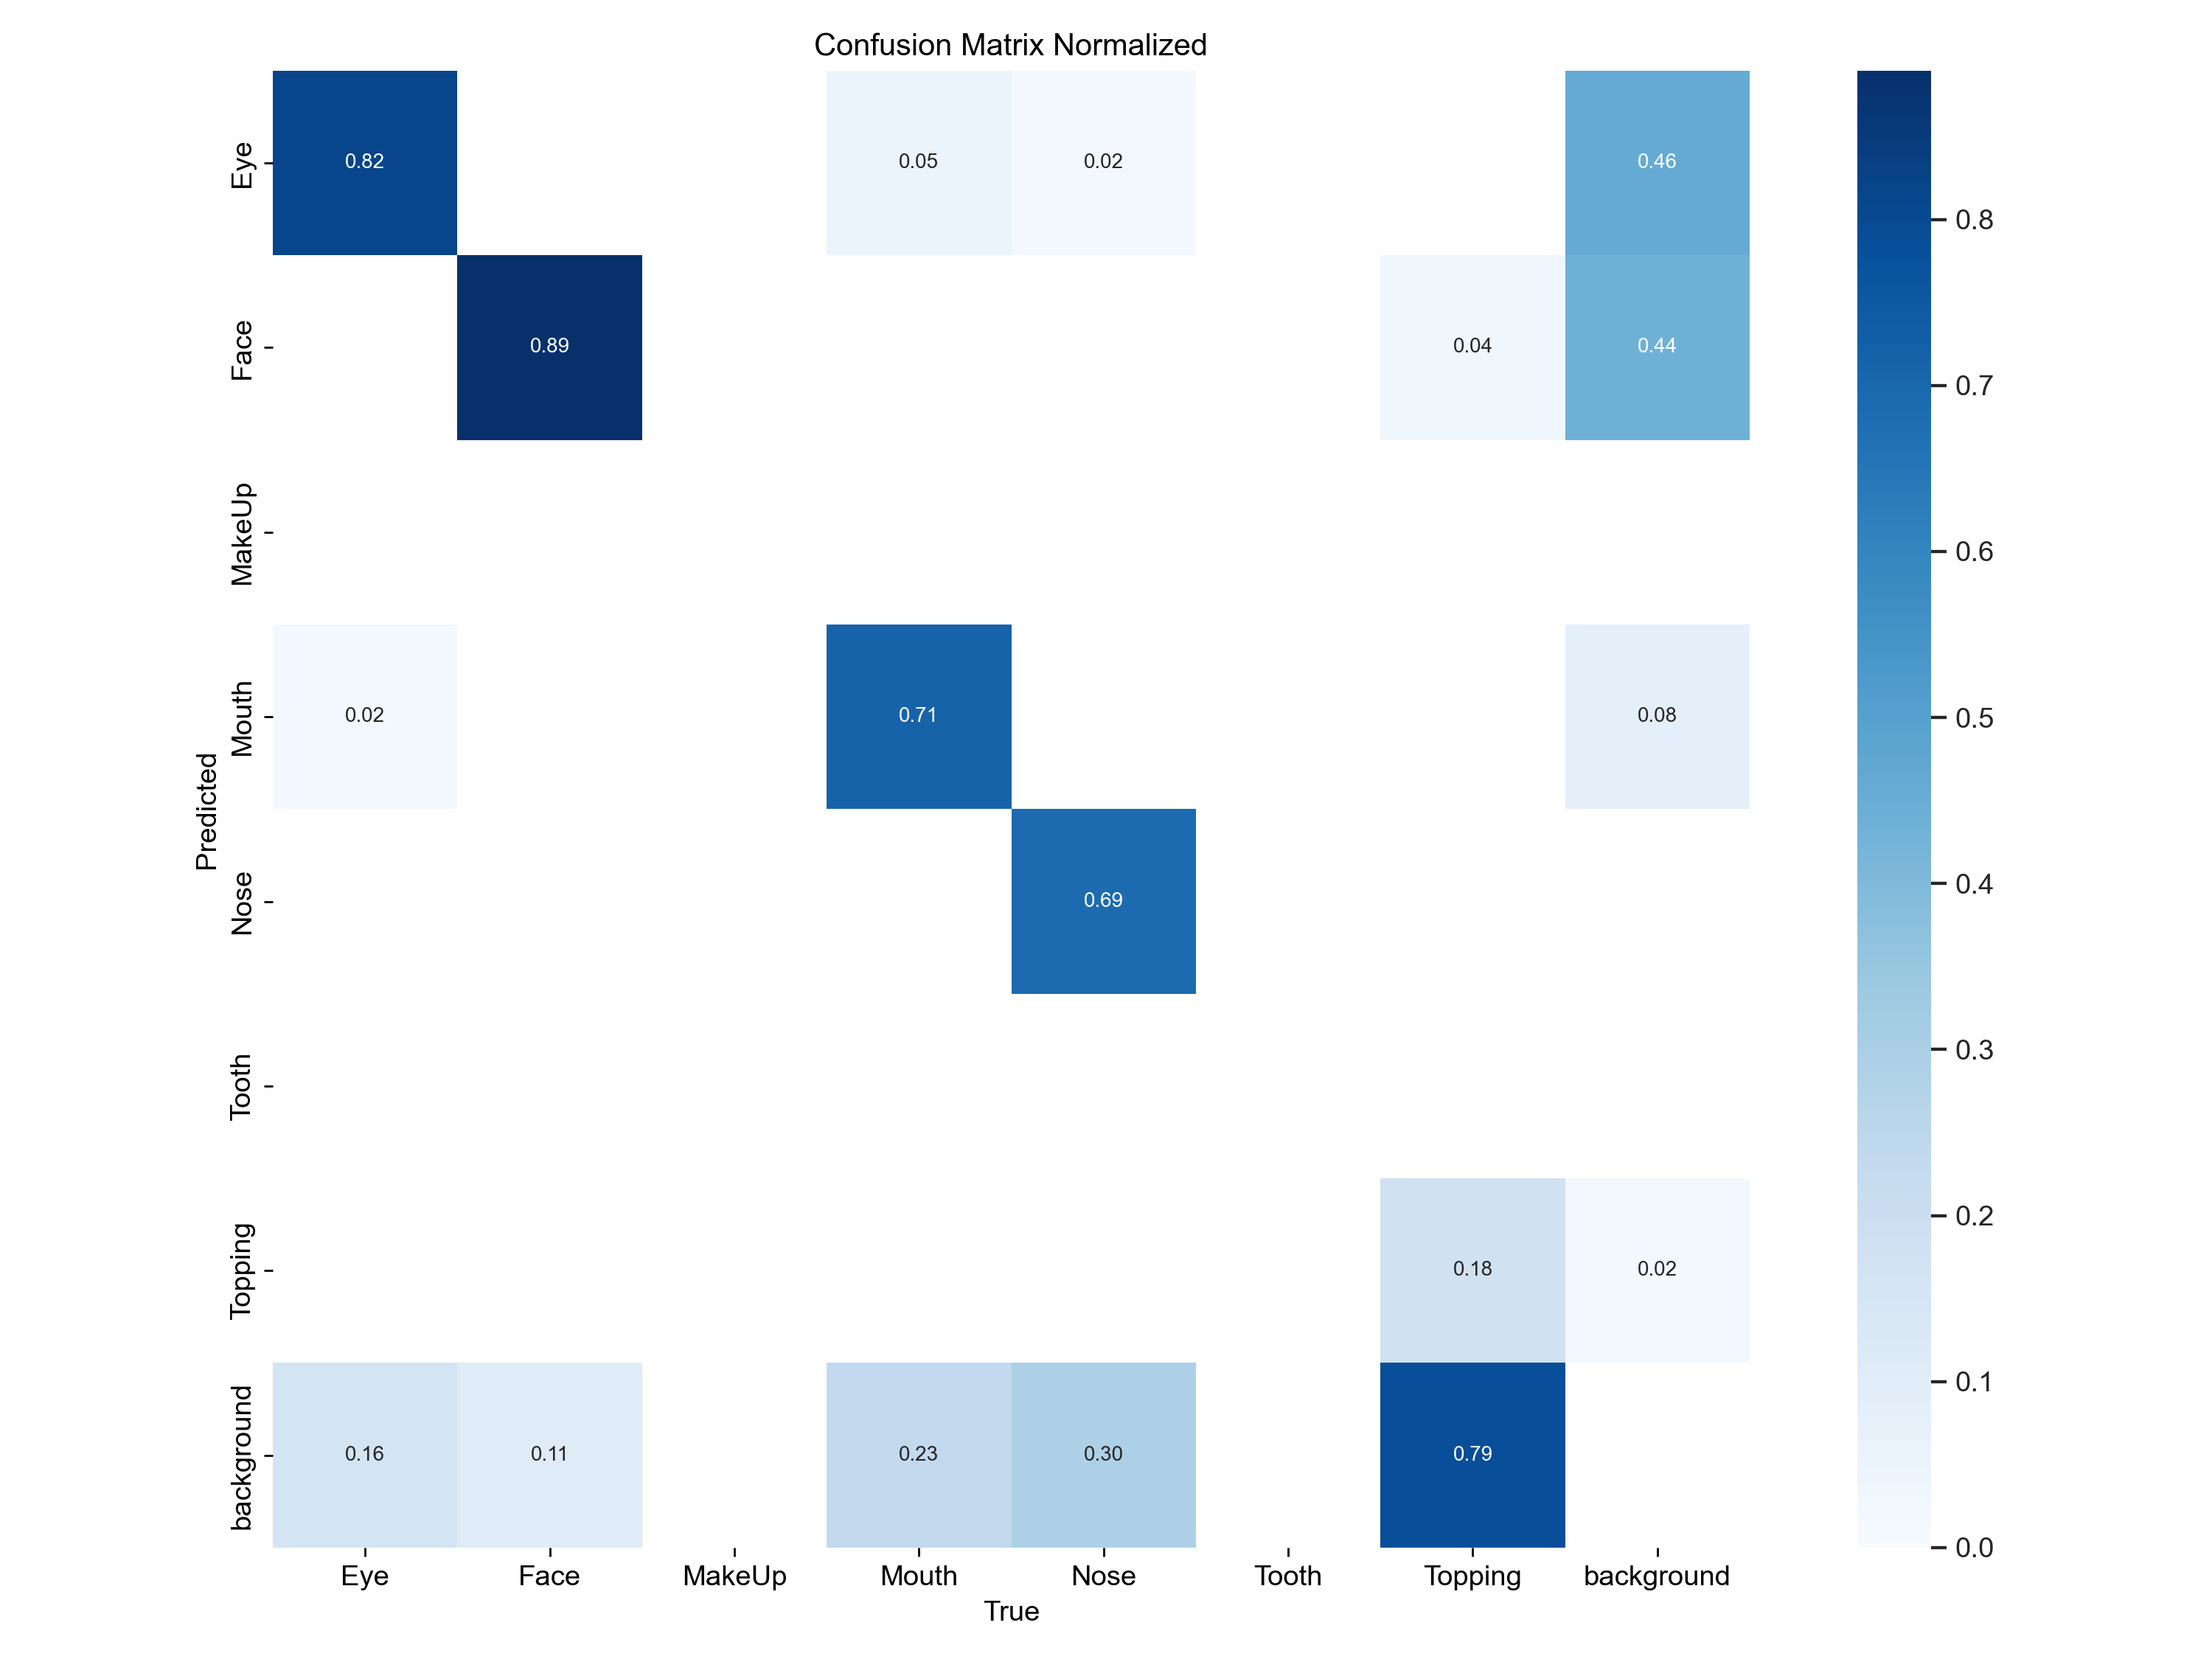 Confusion Matrix Normalized
Eye
0.82
0.05
0.02
0.46
Face
0.89
0.04
0.44
MakeUp
Mouth
0.02
0.71
0.08
Nose
0.69
Tooth
Topping
0.18
0.02
background
0.16
0.11
0.23
0.30
0.79
Predicted
Eye
Face
MakeUp
Mouth
Nose
Tooth
Topping
background
True
0.8
0.7
0.6
0.5
0.4
0.3
0.2
0.1
0.0